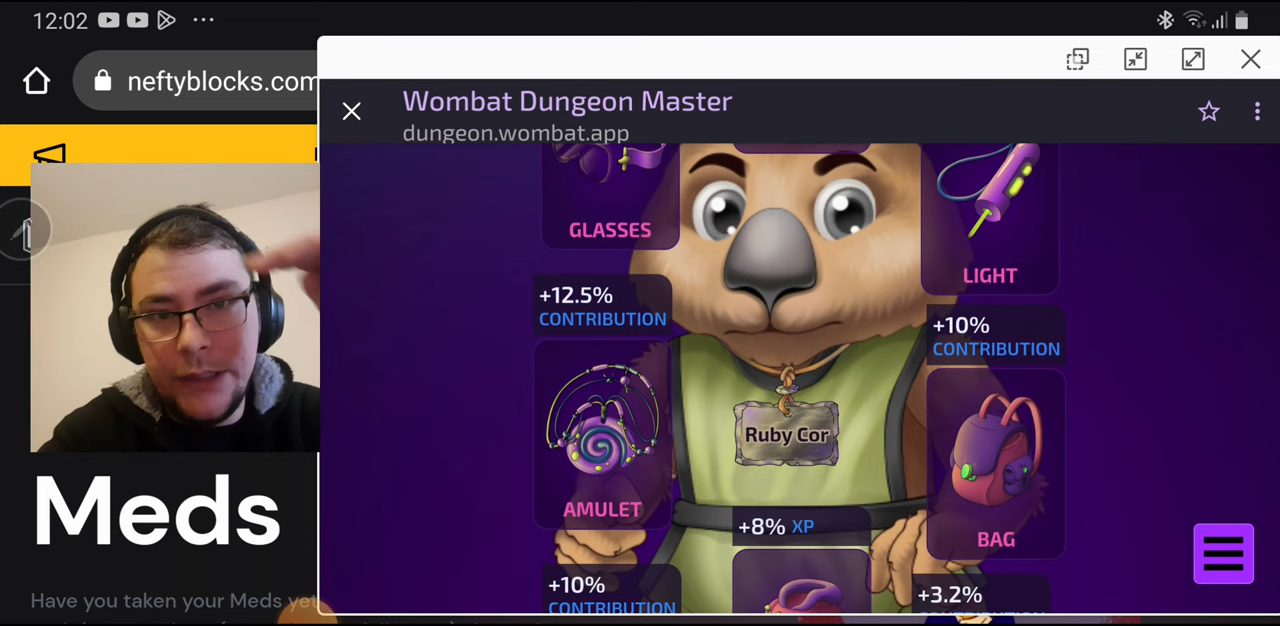 12:02
neftyblocks.com
Wombat Dungeon Master
dungeon.wombat.app
GLASSES
LIGHT
+12.5%
CONTRIBUTION
+10%
CONTRIBUTION
Ruby Cor
AMULET
BAG
+8% XP
+10%
CONTRIBUTION
+3.2%
Meds
Have you taken your Meds yet